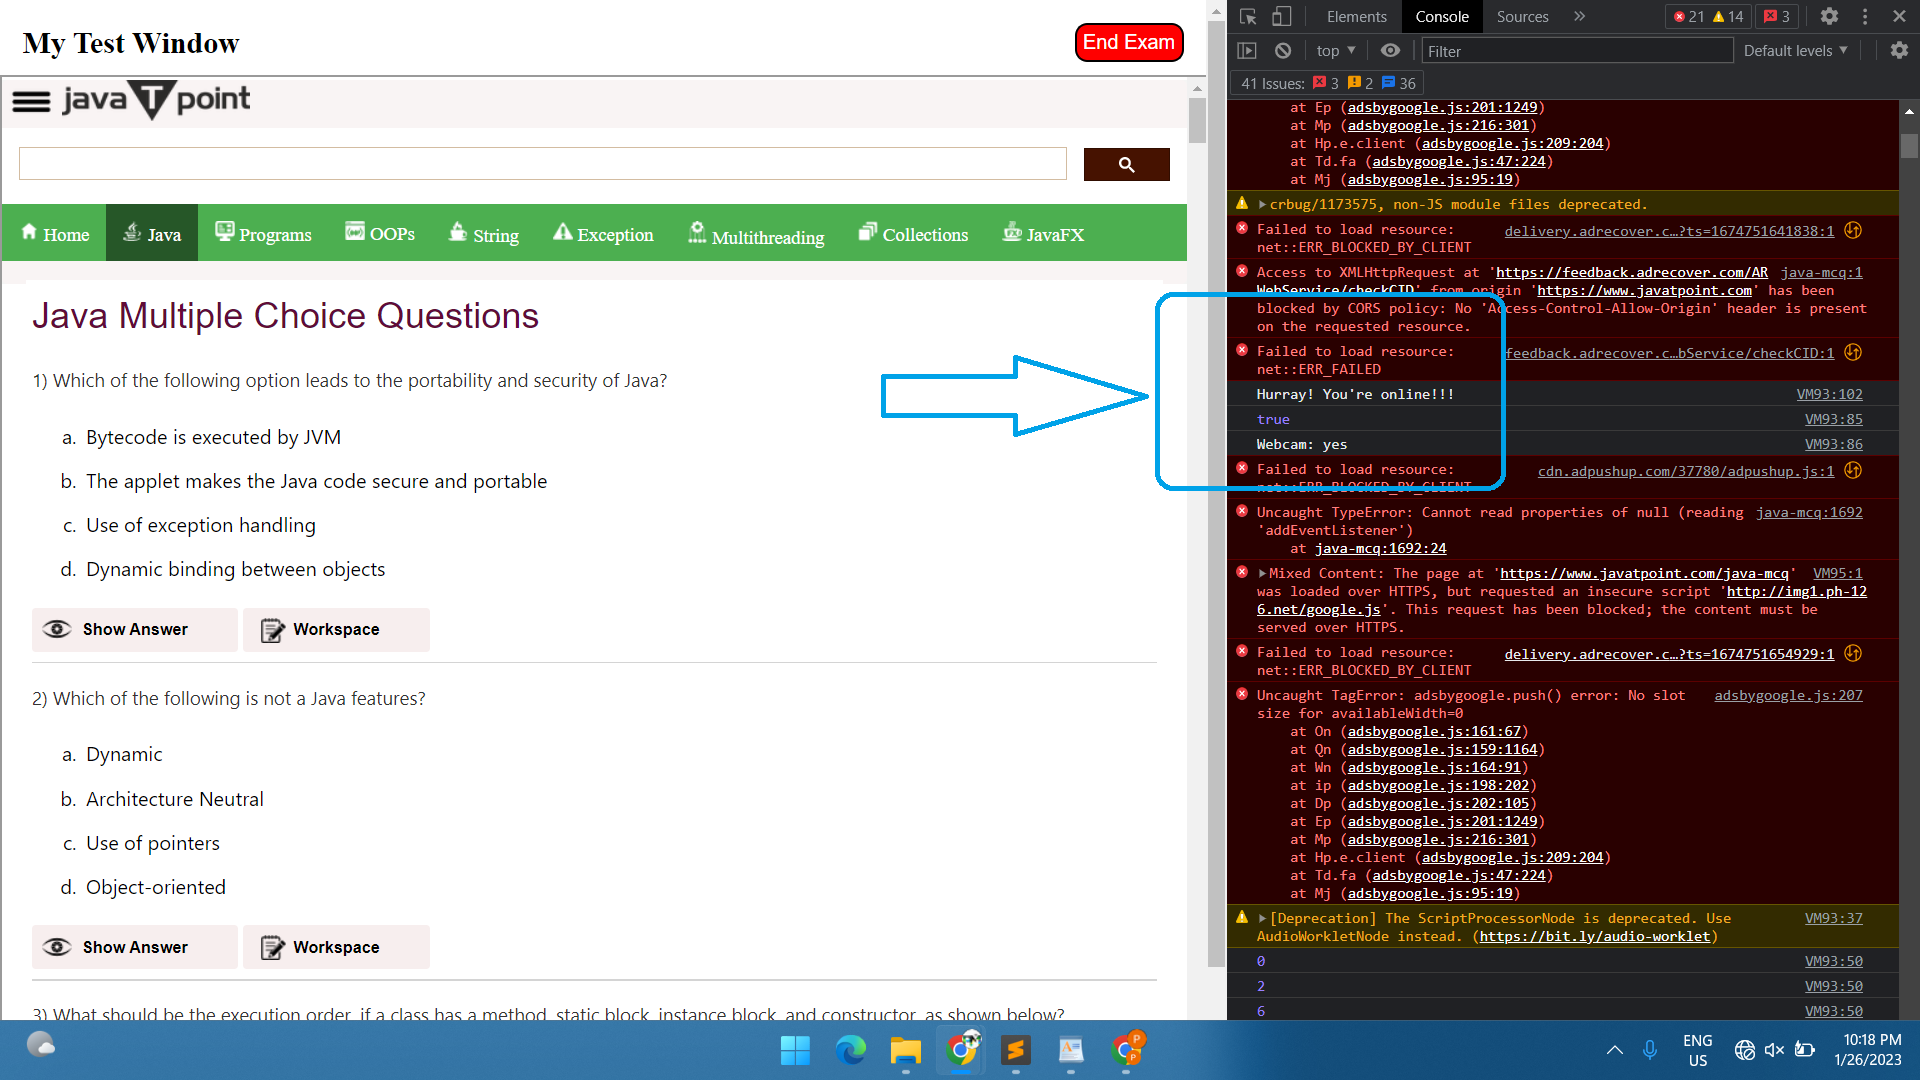 My Test Window
End Exam
java T point
Home
Java
Programs
OOPs
String
Exception
Multithreading
Collections
JavaFX
Java Multiple Choice Questions
1) Which of the following option leads to the portability and security of Java?
a. Bytecode is executed by JVM
b. The applet makes the Java code secure and portable
c. Use of exception handling
d. Dynamic binding between objects
Show Answer
Workspace
2) Which of the following is not a Java features?
a. Dynamic
b. Architecture Neutral
c. Use of pointers
d. Object-oriented
Show Answer
Workspace
3) What should be the execution order, if a class has a method, static block, instance block, and constructor, as shown below?
Elements
Console
Sources
21
14
3
top
Filter
Default levels
41 Issues:
3
2
36
at Ep (adsbygoogle.js:201:1249)
at Mp (adsbygoogle.js:216:301)
at Hp.e.client (adsbygoogle.js:209:204)
at Td.fa (adsbygoogle.js:47:224)
at Mj (adsbygoogle.js:95:19)
crbug/1173575, non-JS module files deprecated.
Failed to load resource: delivery.adrecover.c…?ts=1674751641838:1
net::ERR_BLOCKED_BY_CLIENT
Access to XMLHttpRequest at 'https://feedback.adrecover.com/AR java-mcq:1
WebService/checkCID' from origin 'https://www.javatpoint.com' has been
blocked by CORS policy: No 'Access-Control-Allow-Origin' header is present
on the requested resource.
Failed to load resource: feedback.adrecover.c…bService/checkCID:1
net::ERR_FAILED
Hurray! You're online!!! VM93:102
true VM93:85
Webcam: yes VM93:86
Failed to load resource: cdn.adpushup.com/37780/adpushup.js:1
net::ERR_BLOCKED_BY_CLIENT
Uncaught TypeError: Cannot read properties of null (reading java-mcq:1692
'addEventListener')
at java-mcq:1692:24
Mixed Content: The page at 'https://www.javatpoint.com/java-mcq' VM95:1
was loaded over HTTPS, but requested an insecure script 'http://img1.ph-12
6.net/google.js'. This request has been blocked; the content must be
served over HTTPS.
Failed to load resource: delivery.adrecover.c…?ts=1674751654929:1
net::ERR_BLOCKED_BY_CLIENT
Uncaught TagError: adsbygoogle.push() error: No slot adsbygoogle.js:207
size for availableWidth=0
at On (adsbygoogle.js:161:67)
at Qn (adsbygoogle.js:159:1164)
at Wn (adsbygoogle.js:164:91)
at ip (adsbygoogle.js:198:202)
at Dp (adsbygoogle.js:202:105)
at Ep (adsbygoogle.js:201:1249)
at Mp (adsbygoogle.js:216:301)
at Hp.e.client (adsbygoogle.js:209:204)
at Td.fa (adsbygoogle.js:47:224)
at Mj (adsbygoogle.js:95:19)
[Deprecation] The ScriptProcessorNode is deprecated. Use VM93:37
AudioWorkletNode instead. (https://bit.ly/audio-worklet)
0 VM93:50
2 VM93:50
6 VM93:50
P
P
ENG
US
10:18 PM
1/26/2023